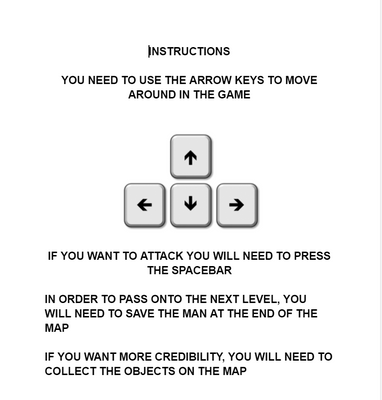 INSTRUCTIONS
YOU NEED TO USE THE ARROW KEYS TO MOVE
AROUND IN THE GAME
IF YOU WANT TO ATTACK YOU WILL NEED TO PRESS
THE SPACEBAR
IN ORDER TO PASS ONTO THE NEXT LEVEL, YOU
WILL NEED TO SAVE THE MAN AT THE END OF THE
MAP
IF YOU WANT MORE CREDIBILITY, YOU WILL NEED TO
COLLECT THE OBJECTS ON THE MAP